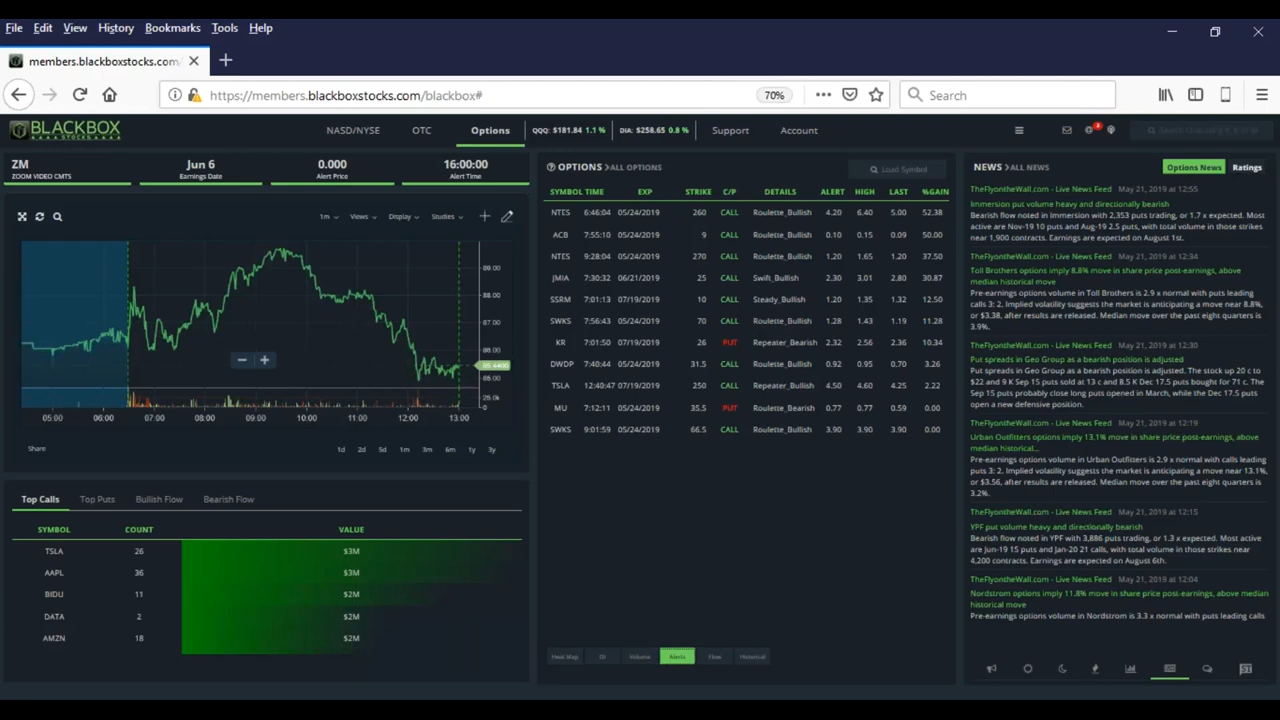 File Edit View History Bookmarks Tools Help
members.blackboxstocks.com/
https://members.blackboxstocks.com/blackbox# 70% Search
BLACKBOX STOCKS NASD/NYSE OTC Options QQQ: $181.84 1.1 % DIA: $258.65 0.8 % Support Account 3
ZM Jun 6 0.000 16:00:00
ZOOM VIDEO CMTS Earnings Date Alert Price Alert Time
1m Views Display Studies
89.00
88.00
87.00
86.00
85.6400
85.00
25.0k
0
05:00 06:00 07:00 08:00 09:00 10:00 11:00 12:00 13:00
Share 1d 2d 5d 1m 3m 6m 1y 3y
Top Calls Top Puts Bullish Flow Bearish Flow
SYMBOL COUNT VALUE
TSLA 26 $3M
AAPL 36 $3M
BIDU 11 $2M
DATA 2 $2M
AMZN 18 $2M
OPTIONS > ALL OPTIONS Load Symbol
SYMBOL TIME EXP STRIKE C/P DETAILS ALERT HIGH LAST %GAIN
NTES 6:46:04 05/24/2019 260 CALL Roulette_Bullish 4.20 6.40 5.00 52.38
ACB 7:55:10 05/24/2019 9 CALL Roulette_Bullish 0.10 0.15 0.09 50.00
NTES 9:28:04 05/24/2019 270 CALL Roulette_Bullish 1.20 1.65 1.20 37.50
JMIA 7:30:32 06/21/2019 25 CALL Swift_Bullish 2.30 3.01 2.80 30.87
SSRM 7:01:13 07/19/2019 10 CALL Steady_Bullish 1.20 1.35 1.32 12.50
SWKS 7:56:43 05/24/2019 70 CALL Roulette_Bullish 1.28 1.43 1.19 11.28
KR 7:01:50 07/19/2019 26 PUT Repeater_Bearish 2.32 2.56 2.36 10.34
DWDP 7:40:44 05/24/2019 31.5 CALL Roulette_Bullish 0.92 0.95 0.70 3.26
TSLA 12:40:47 07/19/2019 250 CALL Repeater_Bullish 4.50 4.60 4.25 2.22
MU 7:12:11 05/24/2019 35.5 PUT Roulette_Bearish 0.77 0.77 0.59 0.00
SWKS 9:01:59 05/24/2019 66.5 CALL Roulette_Bullish 3.90 3.90 3.90 0.00
Heat Map OI Volume Alerts Flow Historical
NEWS > ALL NEWS Options News Ratings
TheFlyontheWall.com - Live News Feed May 21, 2019 at 12:55
Immersion put volume heavy and directionally bearish
Bearish flow noted in Immersion with 2,353 puts trading, or 1.7 x expected. Most
active are Nov-19 10 puts and Aug-19 2.5 puts, with total volume in those strikes
near 1,900 contracts. Earnings are expected on August 1st.
TheFlyontheWall.com - Live News Feed May 21, 2019 at 12:34
Toll Brothers options imply 8.8% move in share price post-earnings, above
median historical move
Pre-earnings options volume in Toll Brothers is 2.9 x normal with puts leading
calls 3: 2. Implied volatility suggests the market is anticipating a move near 8.8%,
or $3.38, after results are released. Median move over the past eight quarters is
3.9%.
TheFlyontheWall.com - Live News Feed May 21, 2019 at 12:30
Put spreads in Geo Group as a bearish position is adjusted
Put spreads in Geo Group as a bearish position is adjusted. The stock up 20 c to
$22 and 9 K Sep 15 puts sold at 13 c and 8.5 K Dec 17.5 puts bought for 71 c. The
Sep 15 puts probably close long puts opened in March, while the Dec 17.5 puts
open a new defensive position.
TheFlyontheWall.com - Live News Feed May 21, 2019 at 12:19
Urban Outfitters options imply 13.1% move in share price post-earnings, above
median historical...
Pre-earnings options volume in Urban Outfitters is 2.9 x normal with calls leading
puts 3: 2. Implied volatility suggests the market is anticipating a move near 13.1%,
or $3.56, after results are released. Median move over the past eight quarters is
3.2%.
TheFlyontheWall.com - Live News Feed May 21, 2019 at 12:15
YPF put volume heavy and directionally bearish
Bearish flow noted in YPF with 3,886 puts trading, or 1.3 x expected. Most active
are Jun-19 15 puts and Jan-20 21 calls, with total volume in those strikes near
4,200 contracts. Earnings are expected on August 6th.
TheFlyontheWall.com - Live News Feed May 21, 2019 at 12:04
Nordstrom options imply 11.8% move in share price post-earnings, above median
historical move
Pre-earnings options volume in Nordstrom is 3.3 x normal with puts leading calls